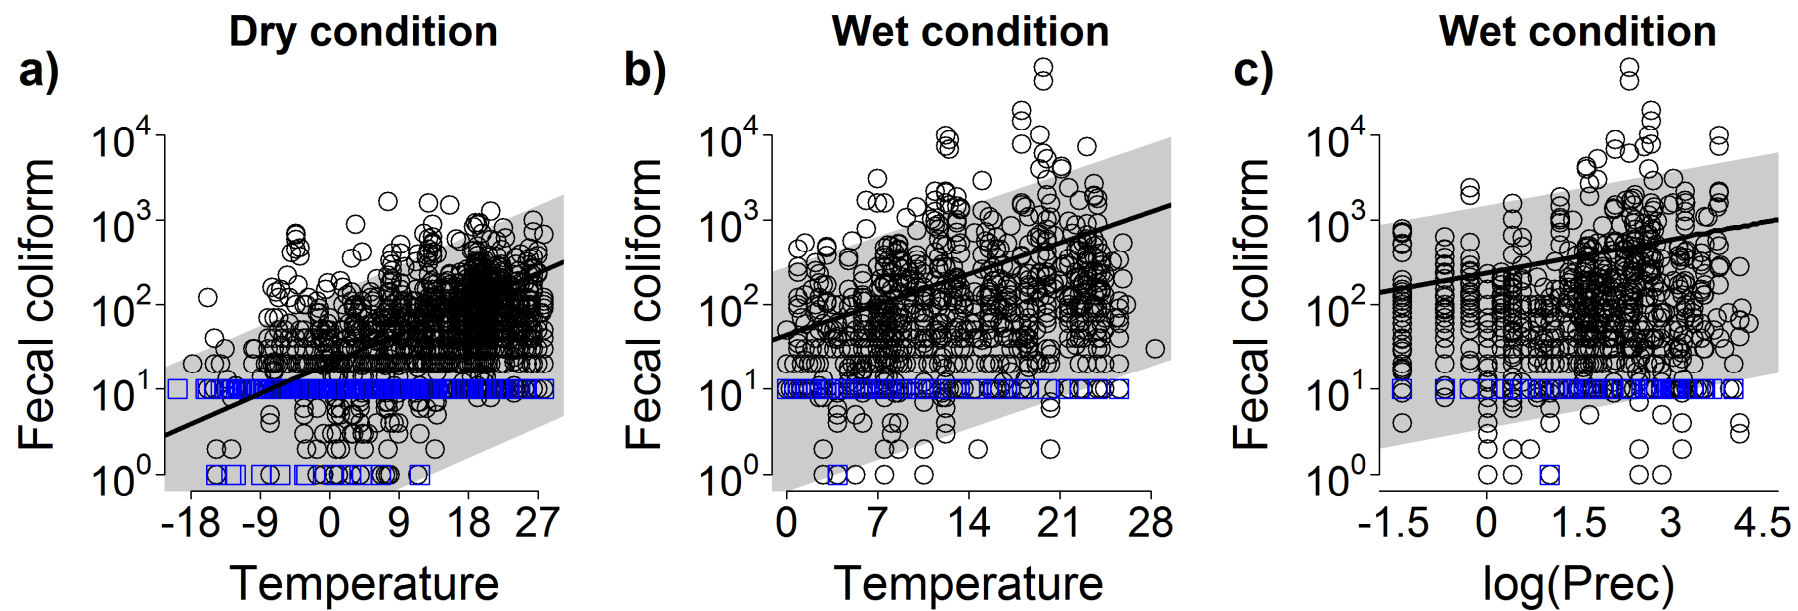 Dry condition
a)
Fecal coliform
10^4
10^3
10^2
10^1
10^0
-18 -9 0 9 18 27
Temperature
Wet condition
b)
Fecal coliform
10^4
10^3
10^2
10^1
10^0
0 7 14 21 28
Temperature
Wet condition
c)
Fecal coliform
10^4
10^3
10^2
10^1
10^0
-1.5 0 1.5 3 4.5
log(Prec)